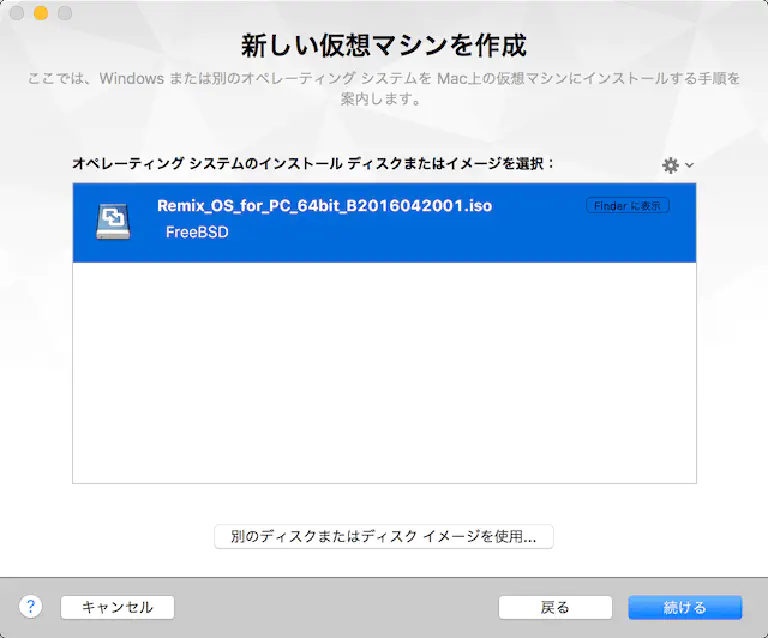 新しい仮想マシンを作成
ここでは、Windows または別のオペレーティング システムを Mac上の仮想マシンにインストールする手順を
案内します。
オペレーティング システムのインストール ディスクまたはイメージを選択：
Remix_OS_for_PC_64bit_B2016042001.iso
Finder に表示
FreeBSD
別のディスクまたはディスク イメージを使用...
?
キャンセル
戻る
続ける